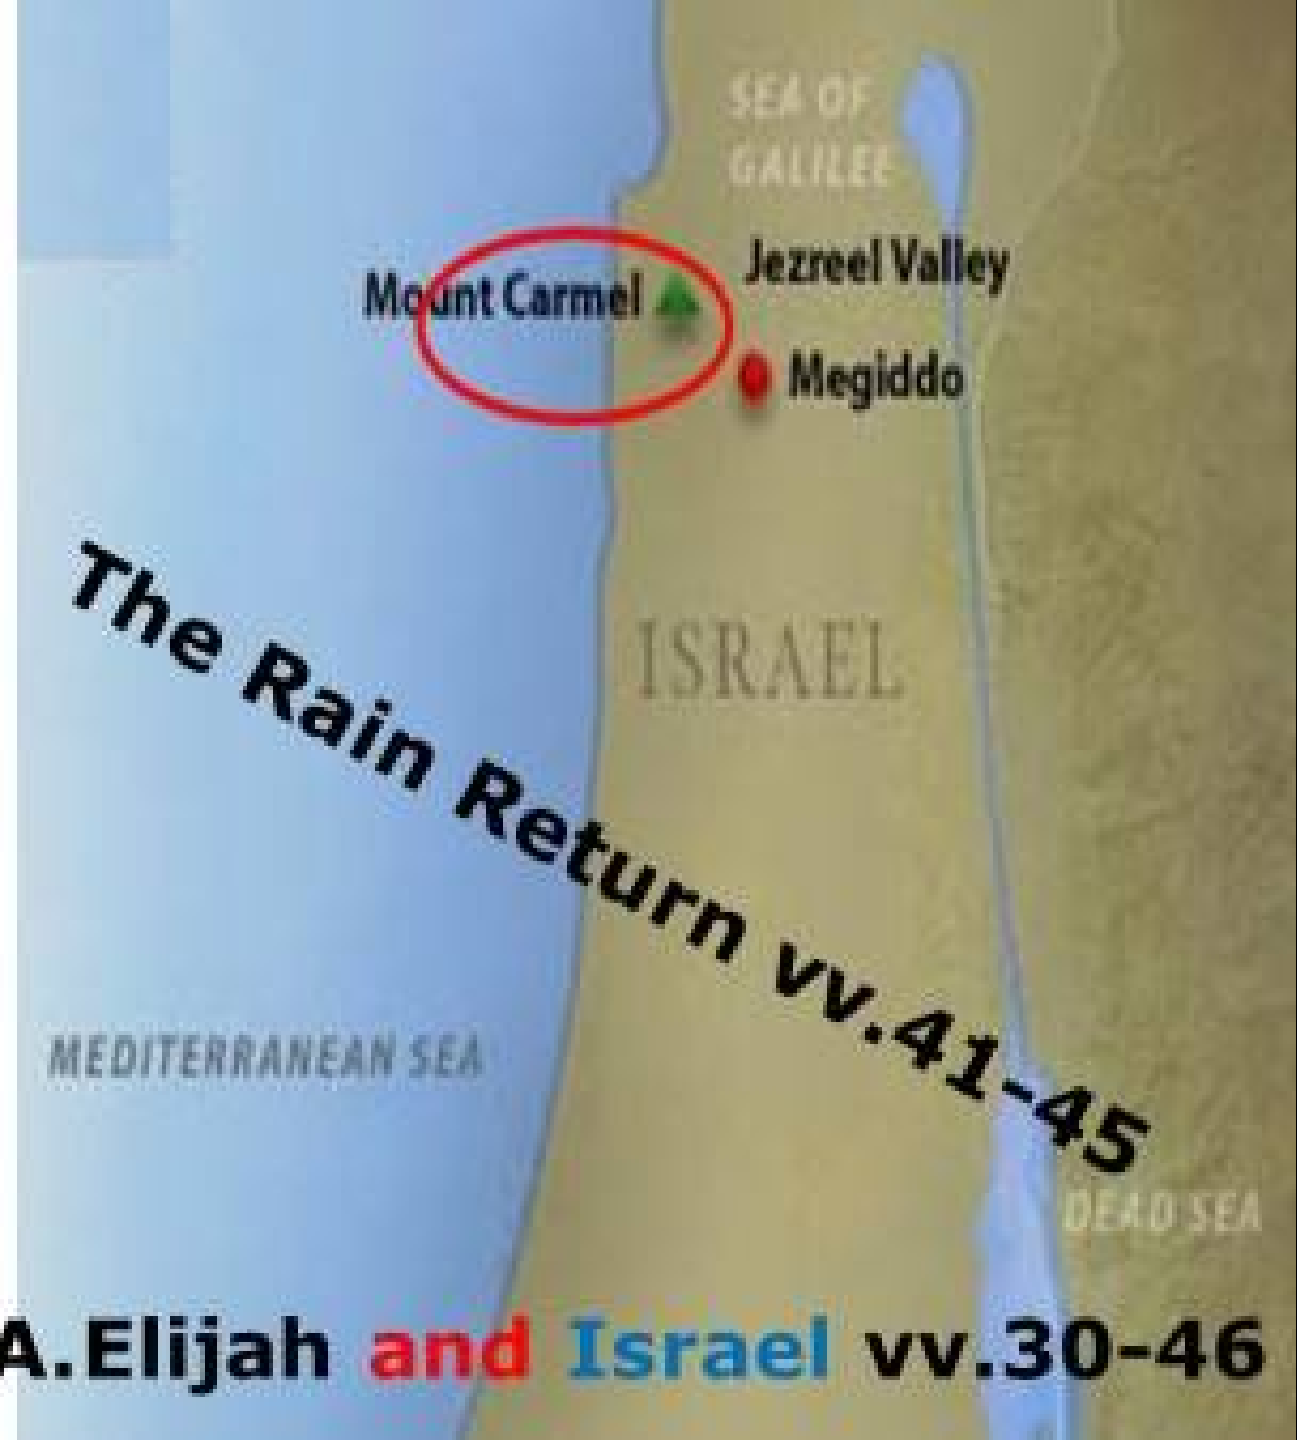 SEA OF
GALILEE
Jezreel Valley
Mount Carmel
Megiddo
The Rain Return vv.41-45
ISRAEL
MEDITERRANEAN SEA
DEAD SEA
A.Elijah and Israel vv.30-46